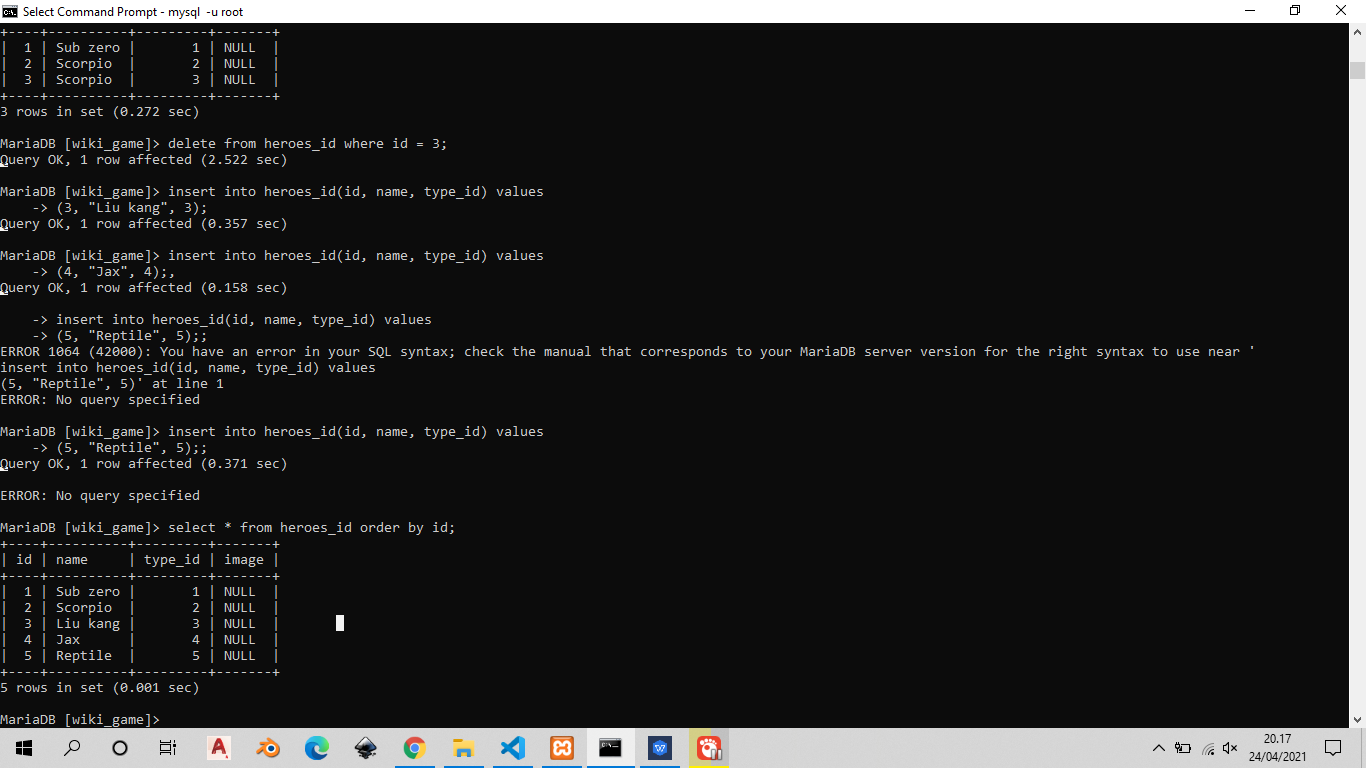 Select Command Prompt - mysql  -u root
+----+----------+---------+-------+
|  1 | Sub zero |       1 | NULL  |
|  2 | Scorpio  |       2 | NULL  |
|  3 | Scorpio  |       3 | NULL  |
+----+----------+---------+-------+
3 rows in set (0.272 sec)
MariaDB [wiki_game]> delete from heroes_id where id = 3;
Query OK, 1 row affected (2.522 sec)
MariaDB [wiki_game]> insert into heroes_id(id, name, type_id) values
    -> (3, "Liu kang", 3);
Query OK, 1 row affected (0.357 sec)
MariaDB [wiki_game]> insert into heroes_id(id, name, type_id) values
    -> (4, "Jax", 4);,
Query OK, 1 row affected (0.158 sec)
    -> insert into heroes_id(id, name, type_id) values
    -> (5, "Reptile", 5);;
ERROR 1064 (42000): You have an error in your SQL syntax; check the manual that corresponds to your MariaDB server version for the right syntax to use near '
insert into heroes_id(id, name, type_id) values
(5, "Reptile", 5)' at line 1
ERROR: No query specified
MariaDB [wiki_game]> insert into heroes_id(id, name, type_id) values
    -> (5, "Reptile", 5);;
Query OK, 1 row affected (0.371 sec)
ERROR: No query specified
MariaDB [wiki_game]> select * from heroes_id order by id;
+----+----------+---------+-------+
| id | name     | type_id | image |
+----+----------+---------+-------+
|  1 | Sub zero |       1 | NULL  |
|  2 | Scorpio  |       2 | NULL  |
|  3 | Liu kang |       3 | NULL  |
|  4 | Jax      |       4 | NULL  |
|  5 | Reptile  |       5 | NULL  |
+----+----------+---------+-------+
5 rows in set (0.001 sec)
MariaDB [wiki_game]>
20.17
24/04/2021